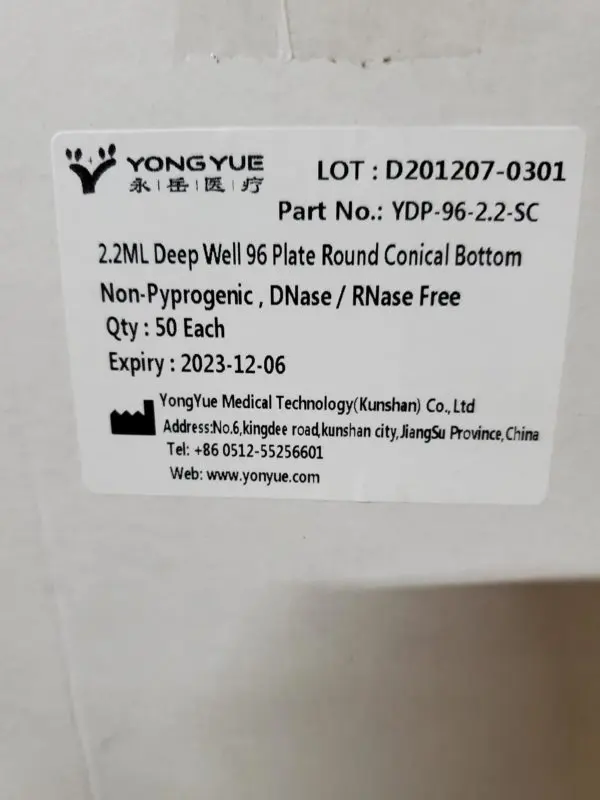 YONGYUE
永岳医疗
LOT : D201207-0301
Part No.: YDP-96-2.2-SC
2.2ML Deep Well 96 Plate Round Conical Bottom
Non-Pyprogenic , DNase / RNase Free
Qty : 50 Each
Expiry : 2023-12-06
YongYue Medical Technology(Kunshan) Co.,Ltd
Address:No.6,kingdee road,kunshan city,JiangSu Province,China
Tel: +86 0512-55256601
Web: www.yonyue.com